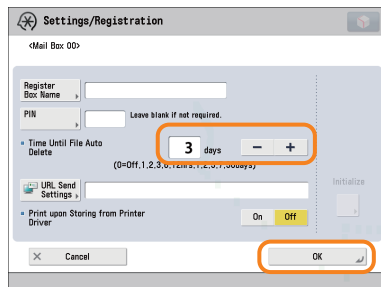 Settings/Registration
<Mail Box 00>
Register
Box Name
PIN
Leave blank if not required.
Time Until File Auto
Delete
3 days - +
(0=Off,1,2,3,6,12hrs,1,2,3,7,30days)
URL Send
Settings
Initialize
Print upon Storing from Printer
Driver
On Off
× Cancel
OK